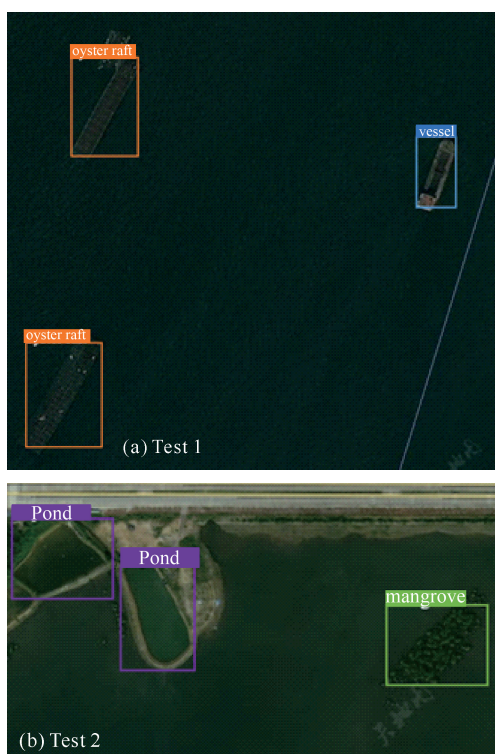 oyster raft
vessel
oyster raft
(a) Test 1
Pond
Pond
mangrove
(b) Test 2